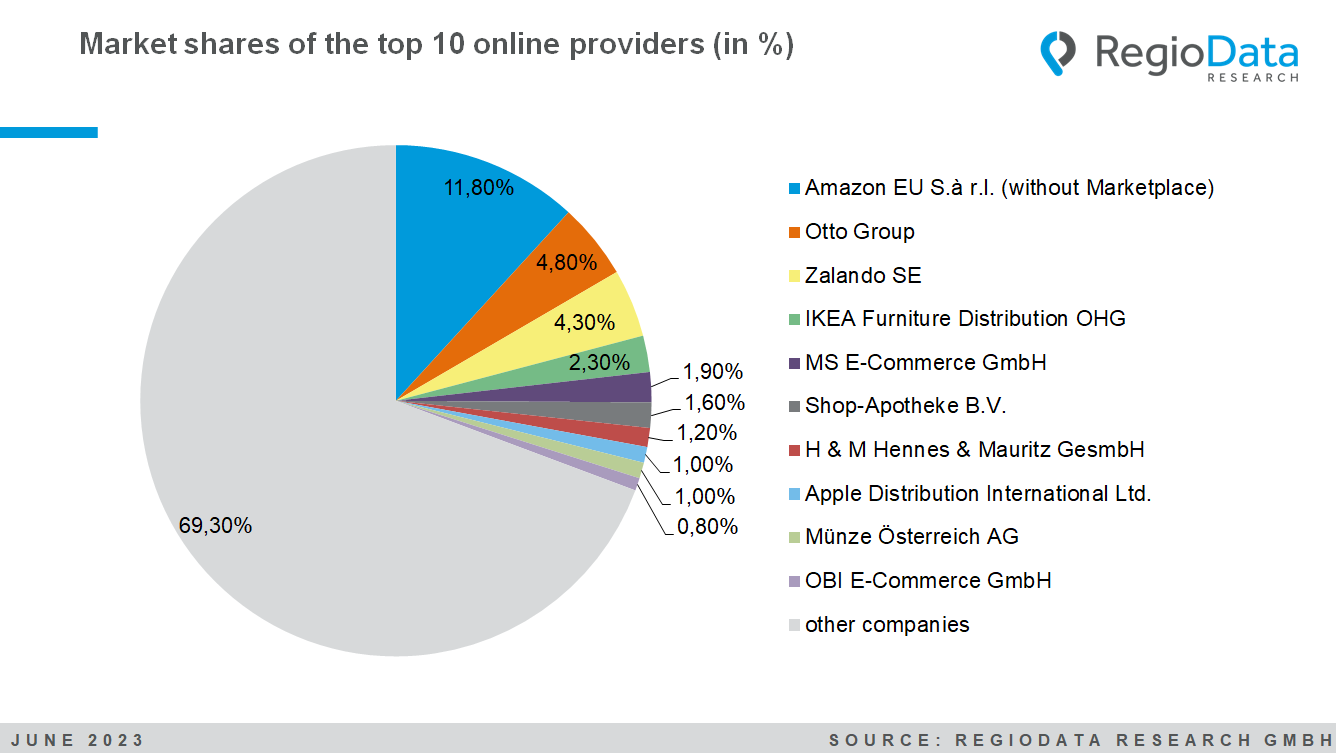 Market shares of the top 10 online providers (in %)
RegioData
RESEARCH
11,80%
4,80%
4,30%
2,30%
1,90%
1,60%
1,20%
1,00%
1,00%
0,80%
69,30%
Amazon EU S.à r.l. (without Marketplace)
Otto Group
Zalando SE
IKEA Furniture Distribution OHG
MS E-Commerce GmbH
Shop-Apotheke B.V.
H & M Hennes & Mauritz GesmbH
Apple Distribution International Ltd.
Münze Österreich AG
OBI E-Commerce GmbH
other companies
JUNE 2023
SOURCE: REGIODATA RESEARCH GMBH